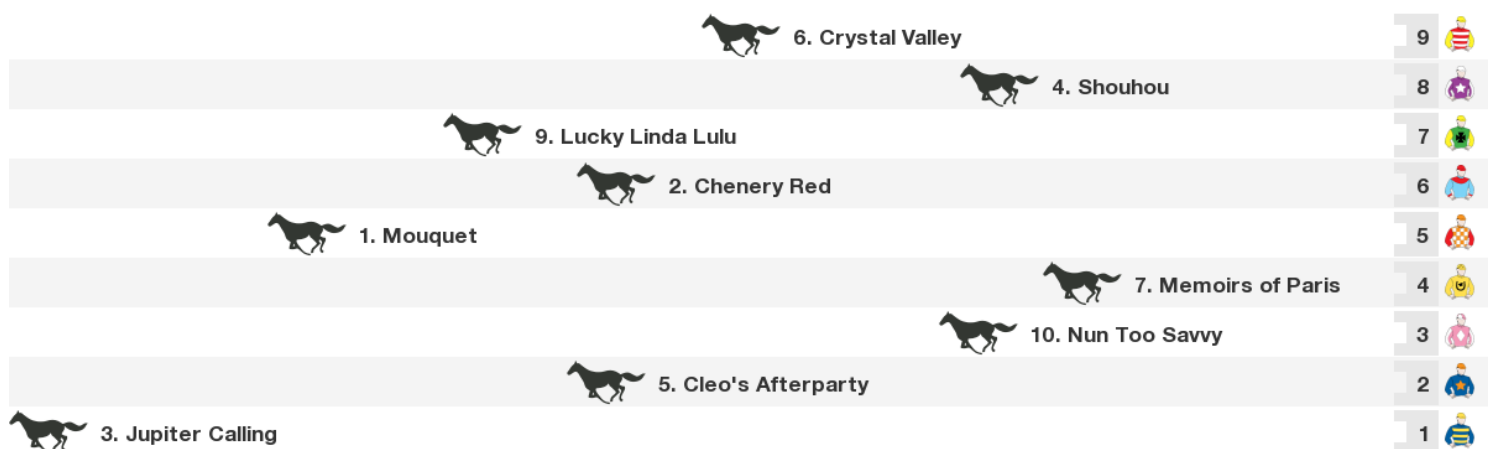 6. Crystal Valley 9
4. Shouhou 8
9. Lucky Linda Lulu 7
2. Chenery Red 6
1. Mouquet 5
7. Memoirs of Paris 4
10. Nun Too Savvy 3
5. Cleo's Afterparty 2
3. Jupiter Calling 1